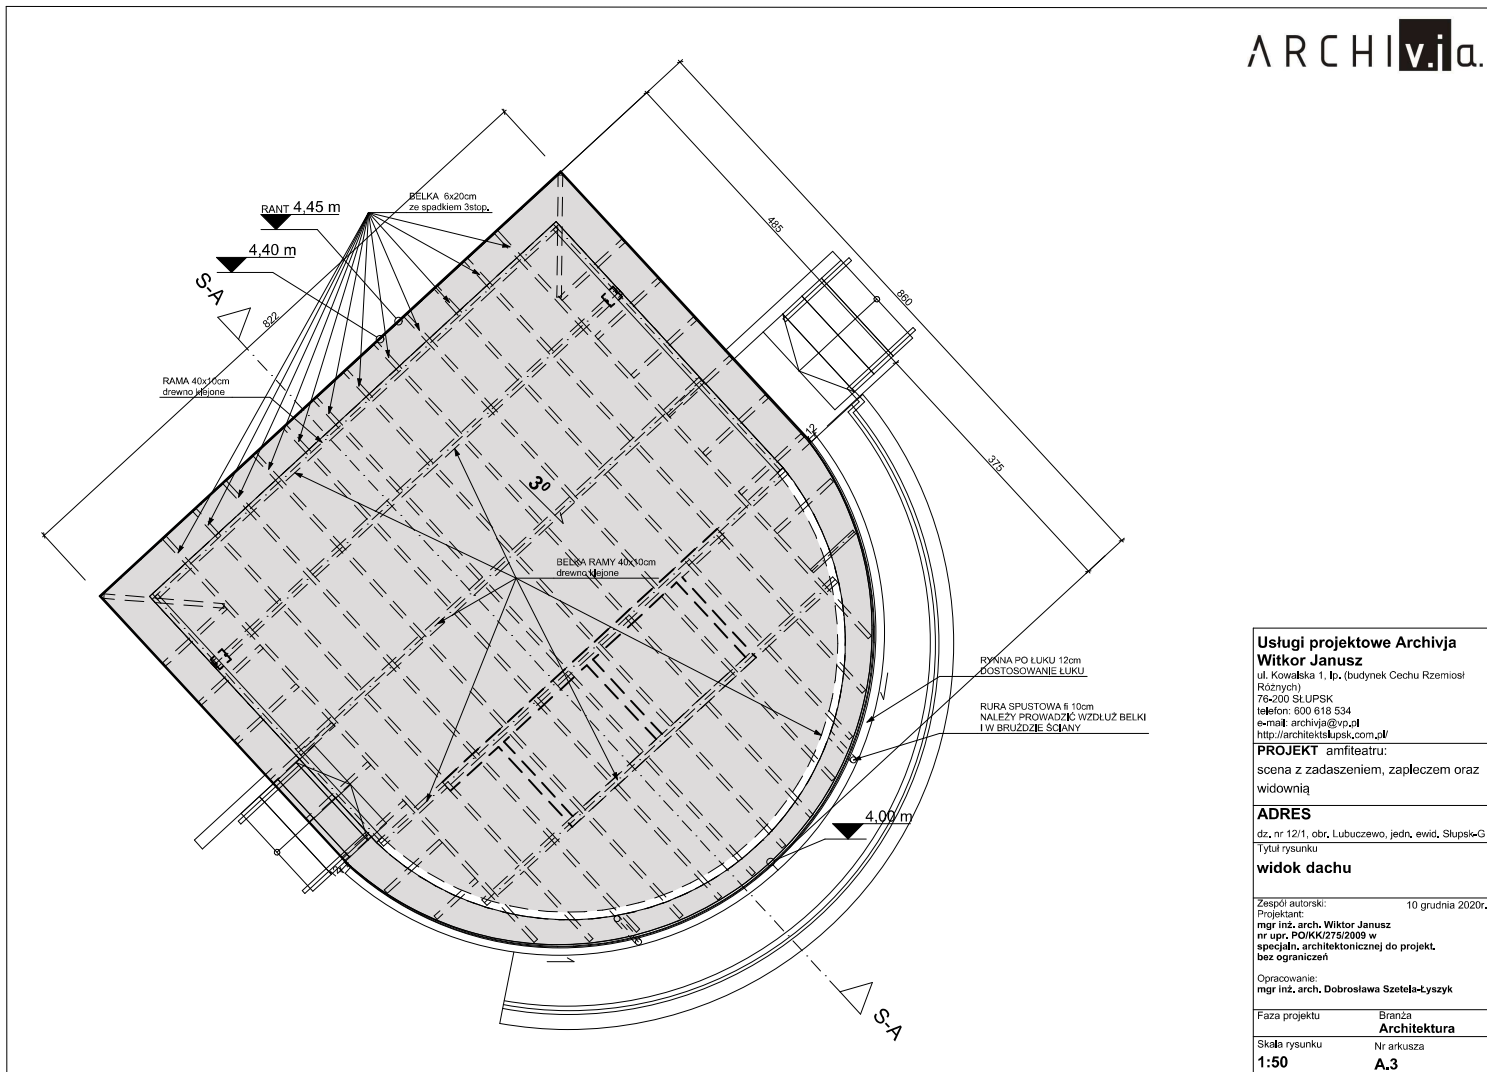 ARCHIv.ja.
BELKA 6x20cm
ze spadkiem 3stop.
RANT 4,45 m
4,40 m
S-A
822
485
860
RAMA 40x10cm
drewno klejone
12
375
3º
BELKA RAMY 40x10cm
drewno klejone
RYNNA PO ŁUKU 12cm
DOSTOSOWANIE ŁUKU
RURA SPUSTOWA fi 10cm
NALEŻY PROWADZIĆ WZDŁUŻ BELKI
I W BRUŹDZIE ŚCIANY
4,00 m
12
S-A
Usługi projektowe Archivja
Witkor Janusz
ul. Kowalska 1, Ip. (budynek Cechu Rzemiosł
Różnych)
76-200 SŁUPSK
telefon: 600 618 534
e-mail: archivja@vp.pl
http://architektslupsk.com.pl/
PROJEKT amfiteatru:
scena z zadaszeniem, zapleczem oraz
widownią
ADRES
dz. nr 12/1, obr. Lubuczewo, jedn. ewid. Słupsk-G
Tytuł rysunku
widok dachu
Zespół autorski: 10 grudnia 2020r.
Projektant:
mgr inż. arch. Wiktor Janusz
nr upr. PO/KK/275/2009 w
specjaln. architektonicznej do projekt.
bez ograniczeń
Opracowanie:
mgr inż. arch. Dobrosława Szetela-Łyszyk
Faza projektu Branża
Architektura
Skala rysunku Nr arkusza
1:50 A.3